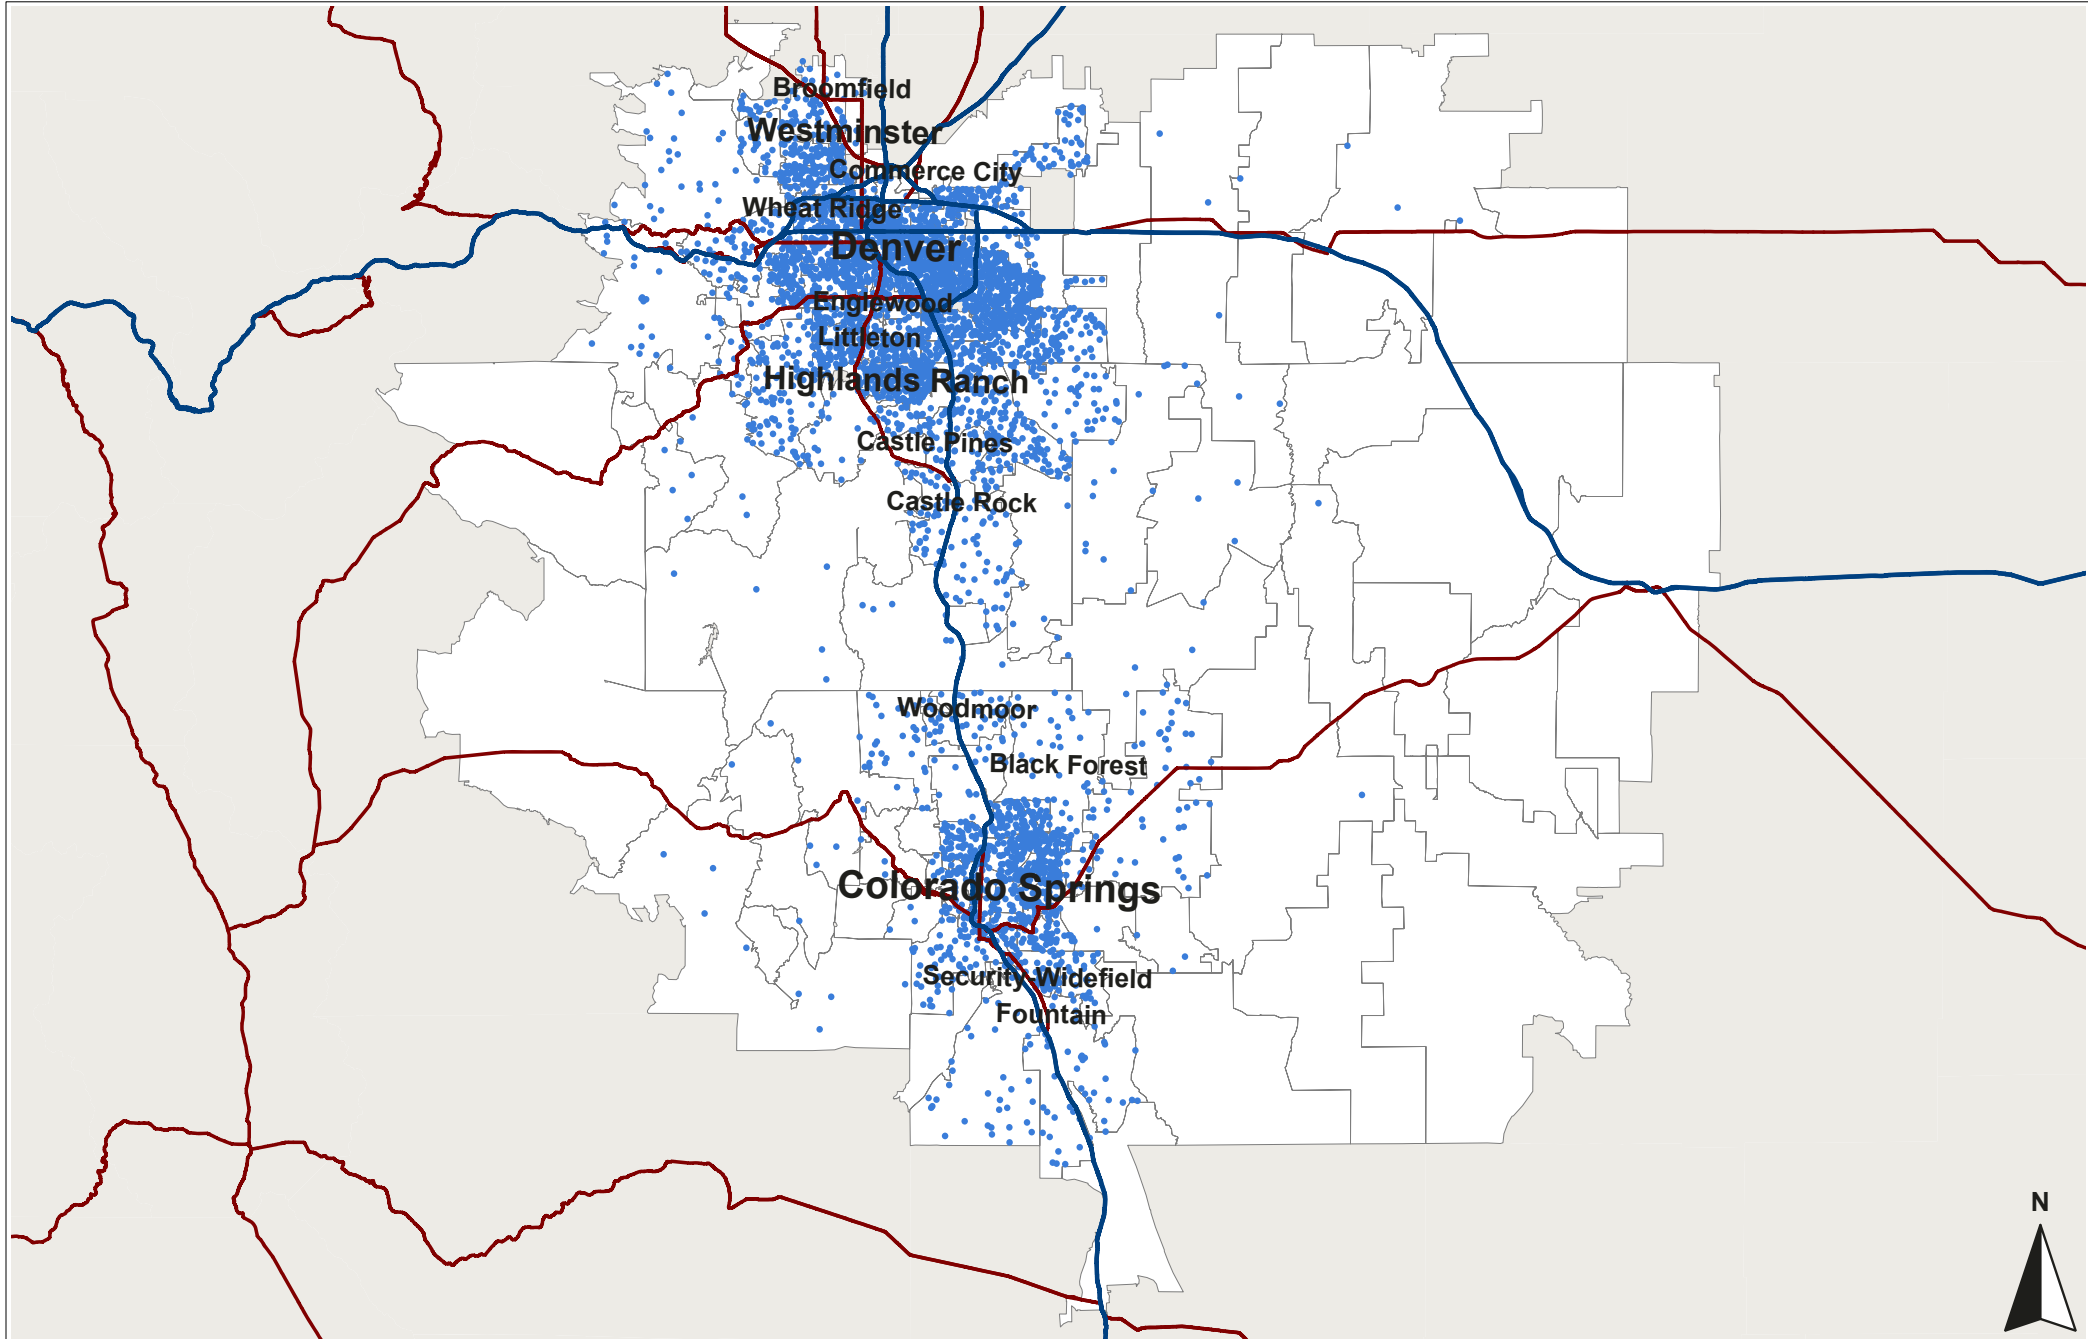 Broomfield
Westminster
Commerce City
Wheat Ridge
Denver
Englewood
Littleton
Highlands Ranch
Castle Pines
Castle Rock
Woodmoor
Black Forest
Colorado Springs
Security-Widefield
Fountain
N